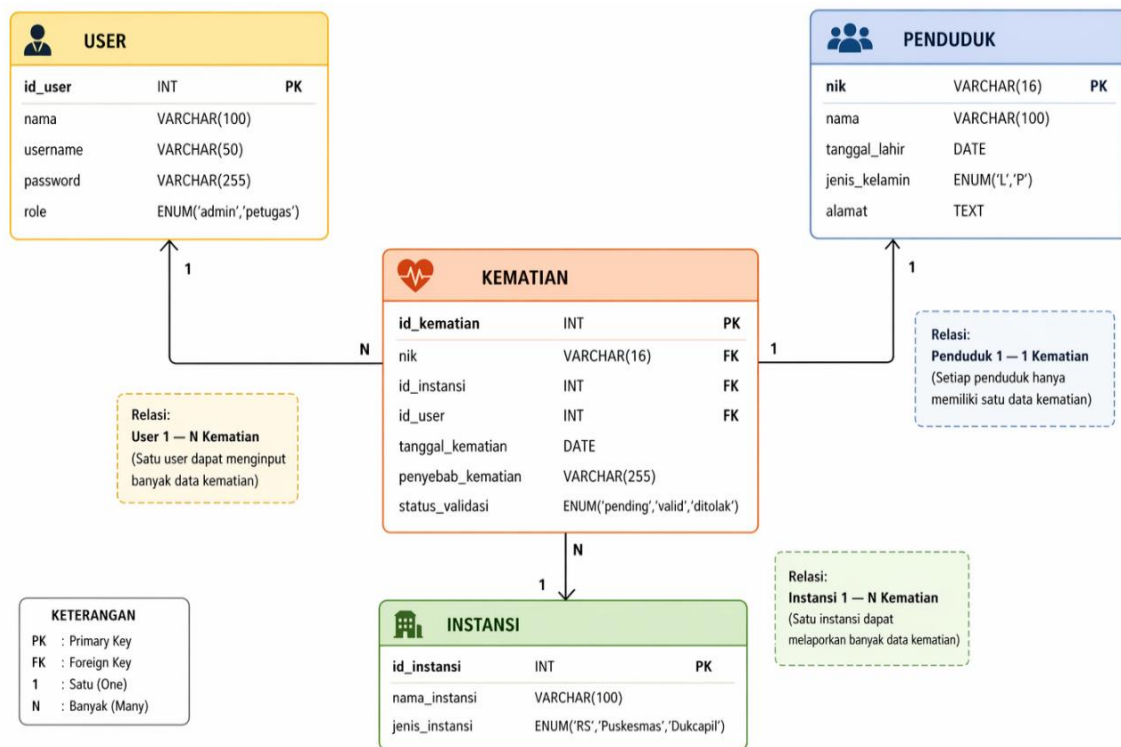 USER
id_user INT PK
nama VARCHAR(100)
username VARCHAR(50)
password VARCHAR(255)
role ENUM('admin','petugas')
PENDUDUK
nik VARCHAR(16) PK
nama VARCHAR(100)
tanggal_lahir DATE
jenis_kelamin ENUM('L','P')
alamat TEXT
1
1
KEMATIAN
id_kematian INT PK
nik VARCHAR(16) FK
id_instansi INT FK
id_user INT FK
tanggal_kematian DATE
penyebab_kematian VARCHAR(255)
status_validasi ENUM('pending','valid','ditolak')
N
1
Relasi:
Penduduk 1 — 1 Kematian
(Setiap penduduk hanya
memiliki satu data kematian)
Relasi:
User 1 — N Kematian
(Satu user dapat menginput
banyak data kematian)
N
1
Relasi:
Instansi 1 — N Kematian
(Satu instansi dapat
melaporkan banyak data kematian)
INSTANSI
id_instansi INT PK
nama_instansi VARCHAR(100)
jenis_instansi ENUM('RS','Puskesmas','Dukcapil')
KETERANGAN
PK : Primary Key
FK : Foreign Key
1 : Satu (One)
N : Banyak (Many)